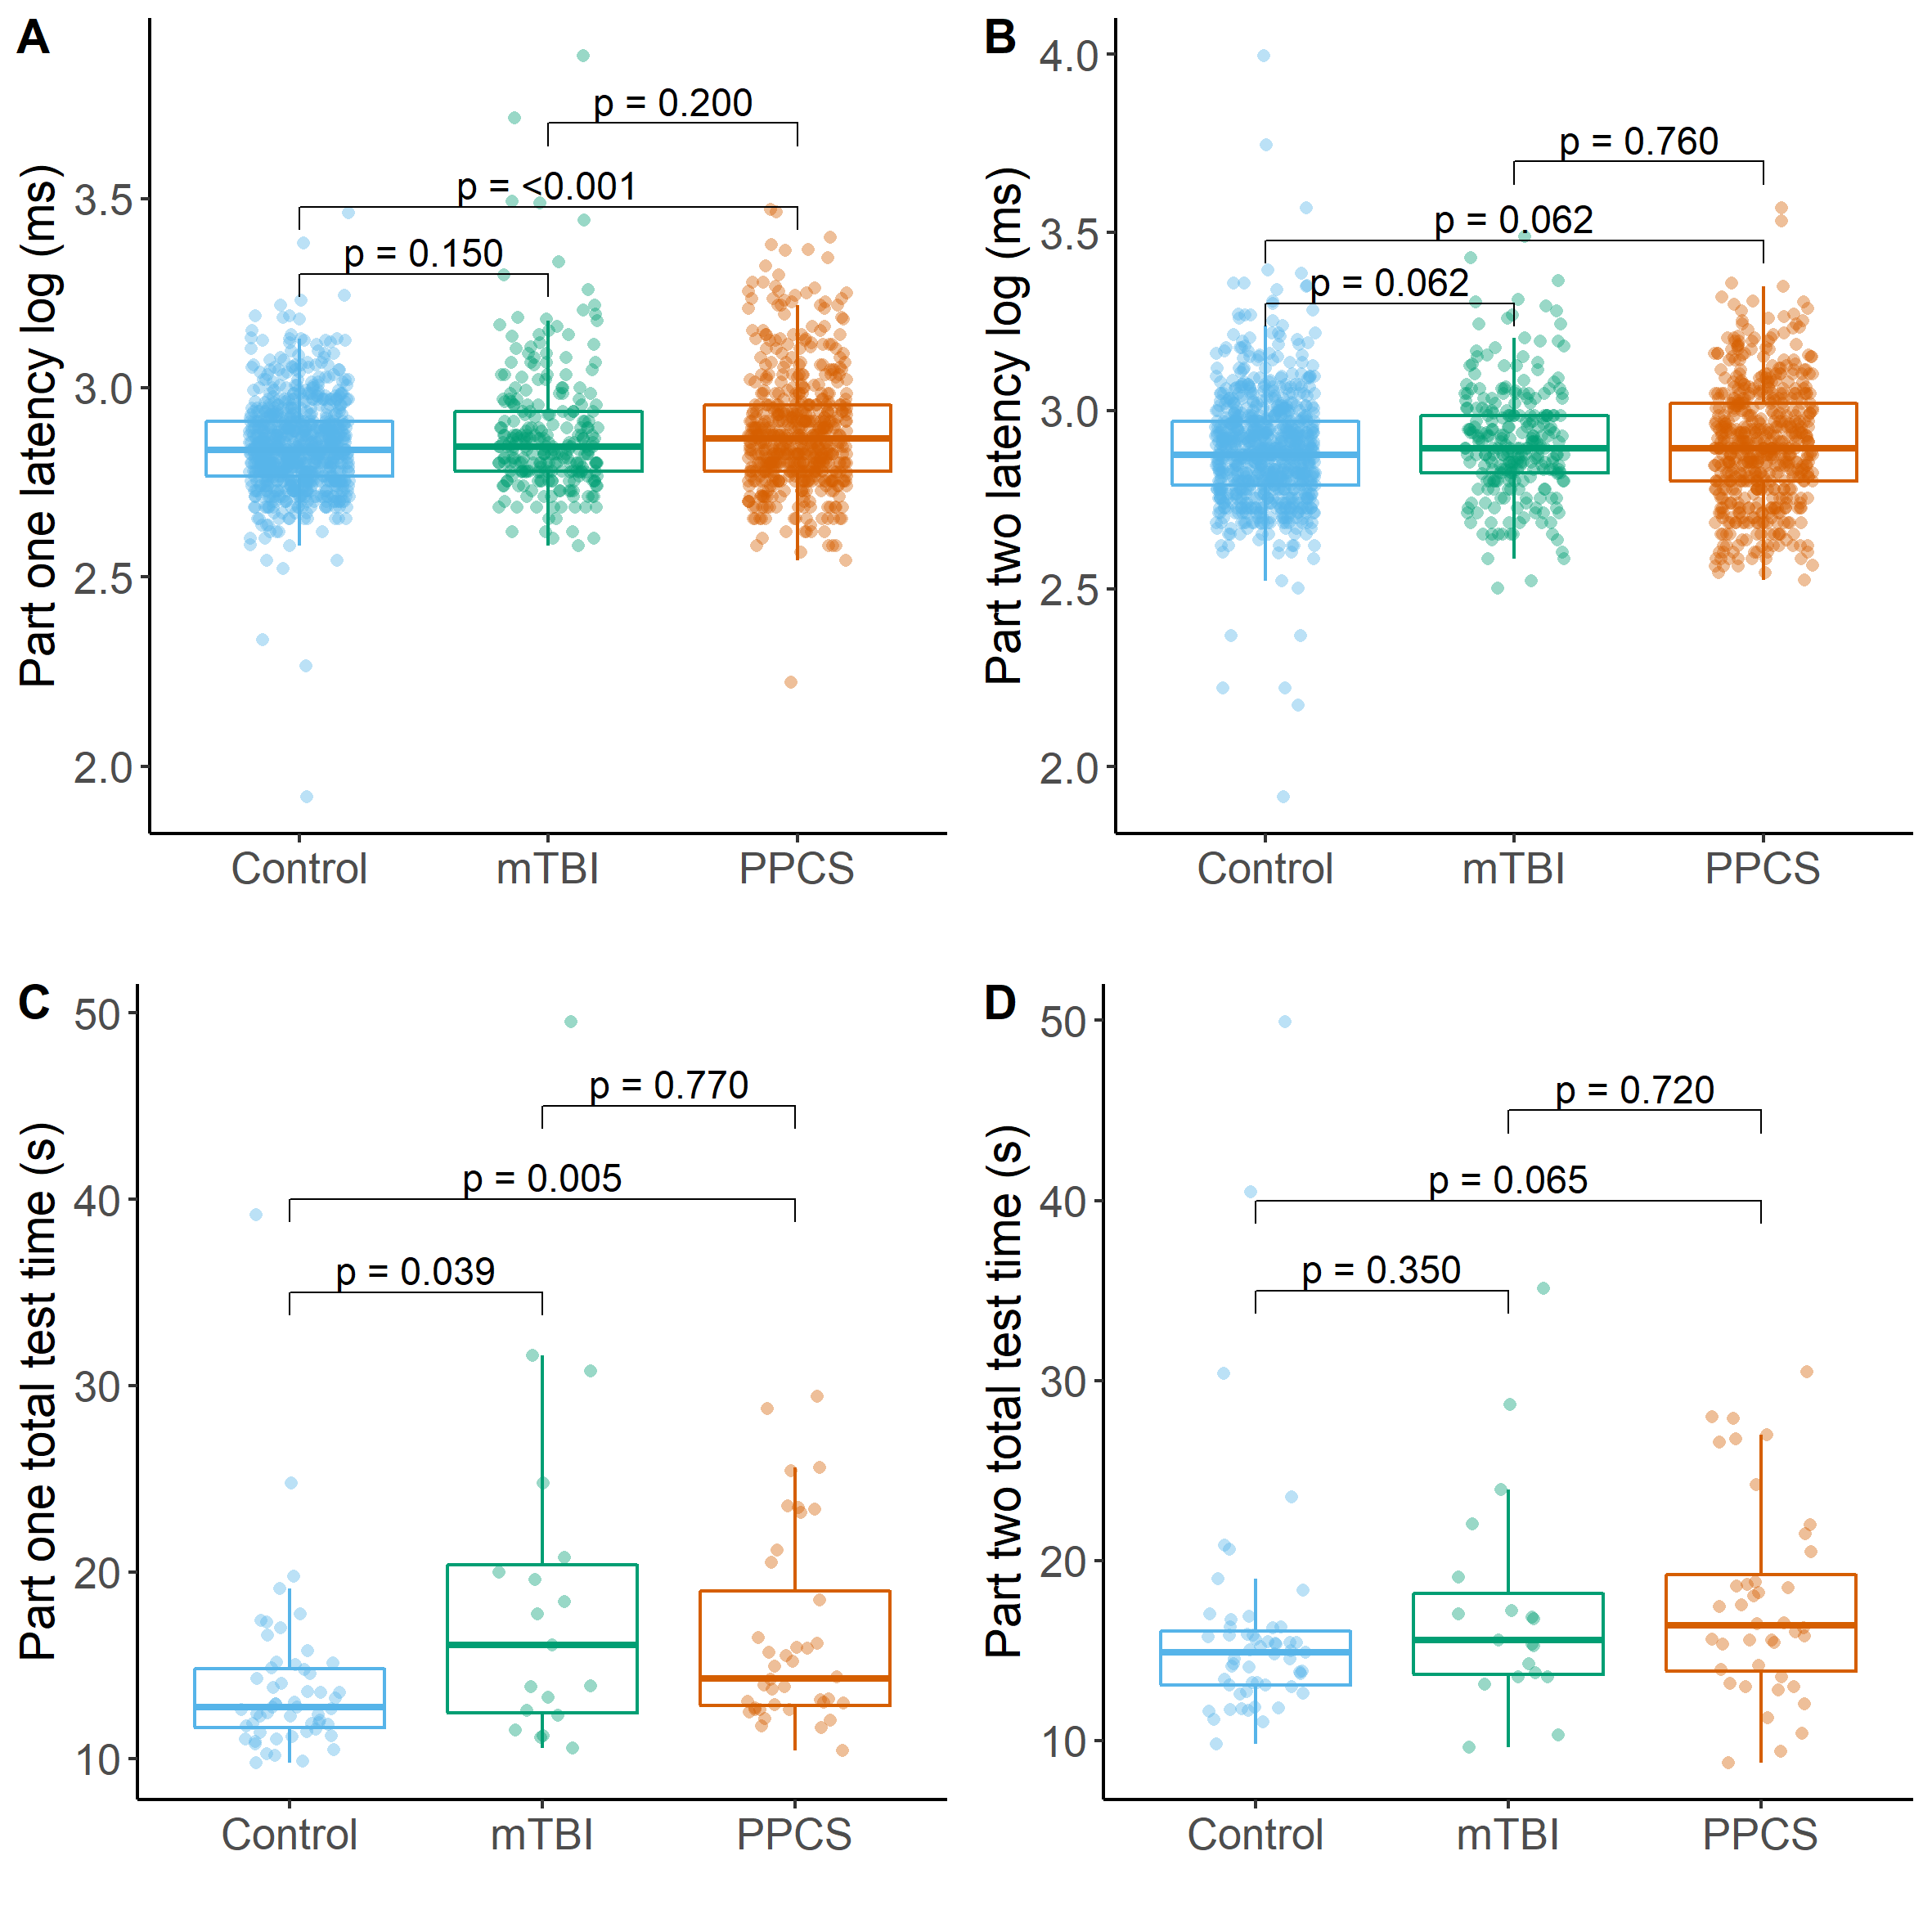 A
Part one latency log (ms)
3.5
3.0
2.5
2.0
p = 0.200
p = <0.001
p = 0.150
Control
mTBI
PPCS
B
Part two latency log (ms)
4.0
3.5
3.0
2.5
2.0
p = 0.760
p = 0.062
p = 0.062
Control
mTBI
PPCS
C
Part one total test time (s)
50
40
30
20
10
p = 0.770
p = 0.005
p = 0.039
Control
mTBI
PPCS
D
Part two total test time (s)
50
40
30
20
10
p = 0.720
p = 0.065
p = 0.350
Control
mTBI
PPCS